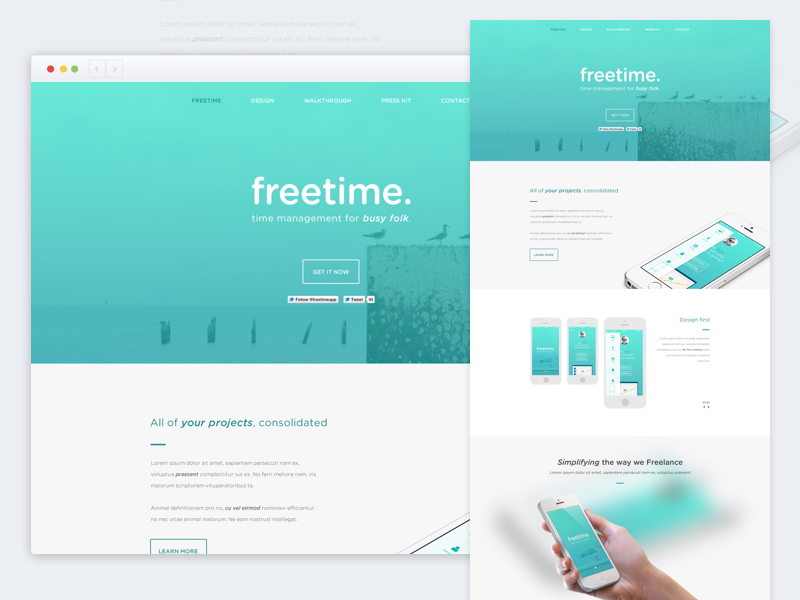 Lorem ipsum dolor sit amet, sapientem persecuti nam ex,
voluptua praesent complectitur ius ex. No ferri meliore nam vis,
FREETIME
DESIGN
WALKTHROUGH
PRESS KIT
CONTACT
freetime.
time management for busy folk.
GET IT NOW
Follow @freetimeapp
Tweet
All of your projects, consolidated
Lorem ipsum dolor sit amet, sapientem persecuti nam ex,
voluptua praesent complectitur ius ex. No ferri meliore nam vis,
maiorum scriptorem vituperatoribus te.
Animal definitionem pro no, cu vel eirmod nominavi efficiantur,
ne nec vitae animal malorum. Ne eam nostrud intellegat.
LEARN MORE
FREETIME
DESIGN
WALKTHROUGH
PRESS KIT
CONTACT
freetime.
time management for busy folk.
GET IT NOW
All of your projects, consolidated
LEARN MORE
Design first
freetime.
Simplifying the way we Freelance
Lorem ipsum dolor sit amet, sapientem persecuti nam ex,
freetime.